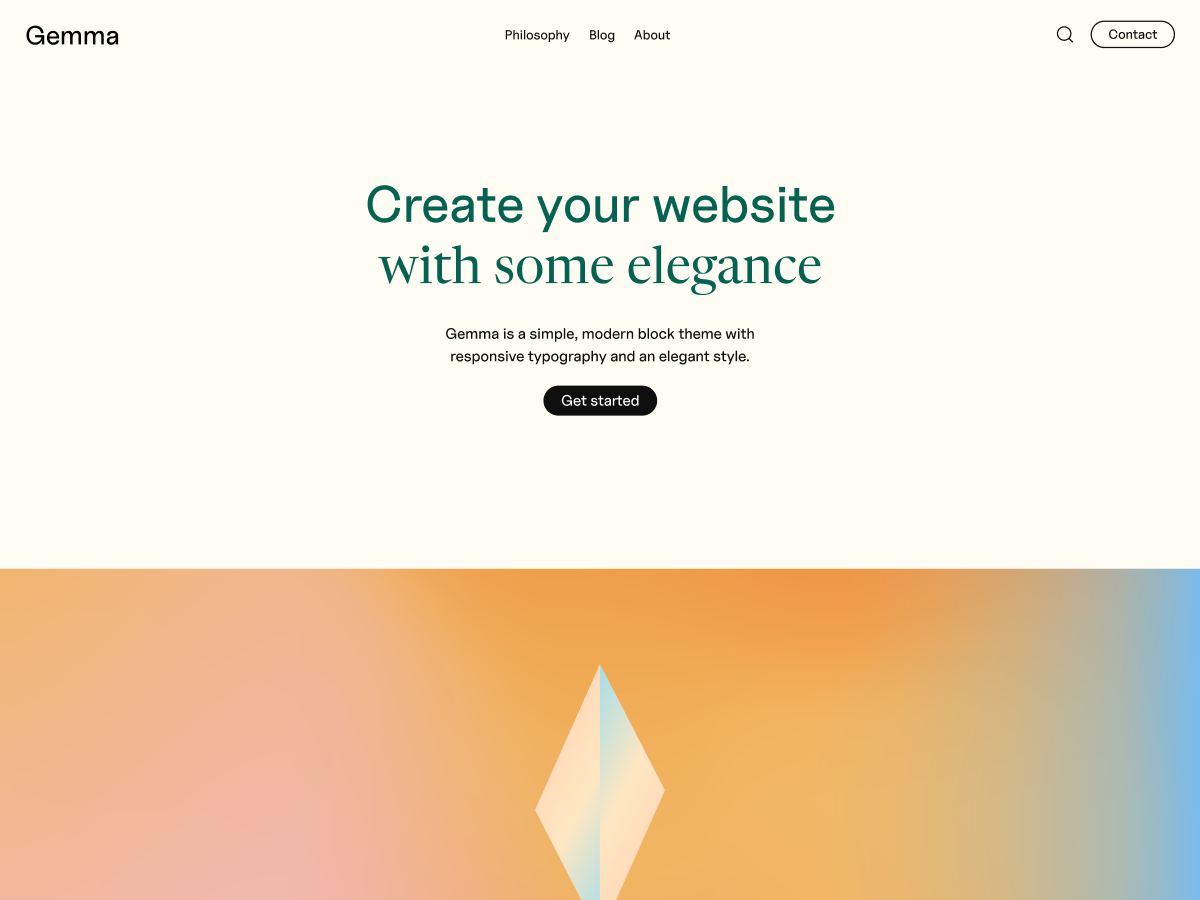 Gemma
Philosophy Blog About
Contact
Create your website
with some elegance
Gemma is a simple, modern block theme with
responsive typography and an elegant style.
Get started